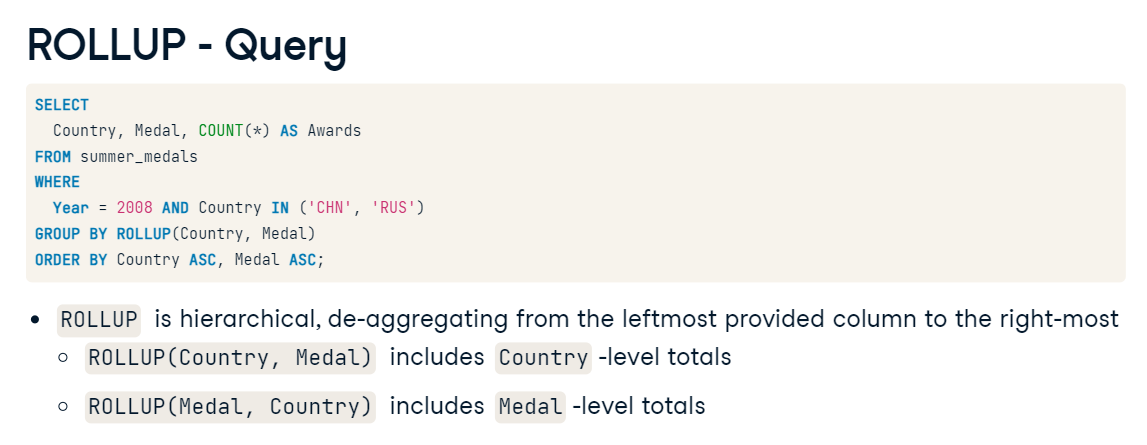 ROLLUP - Query
SELECT
Country, Medal, COUNT(*) AS Awards
FROM summer_medals
WHERE
Year = 2008 AND Country IN ('CHN', 'RUS')
GROUP BY ROLLUP(Country, Medal)
ORDER BY Country ASC, Medal ASC;
• ROLLUP is hierarchical, de-aggregating from the leftmost provided column to the right-most
○ ROLLUP(Country, Medal) includes Country -level totals
○ ROLLUP(Medal, Country) includes Medal -level totals